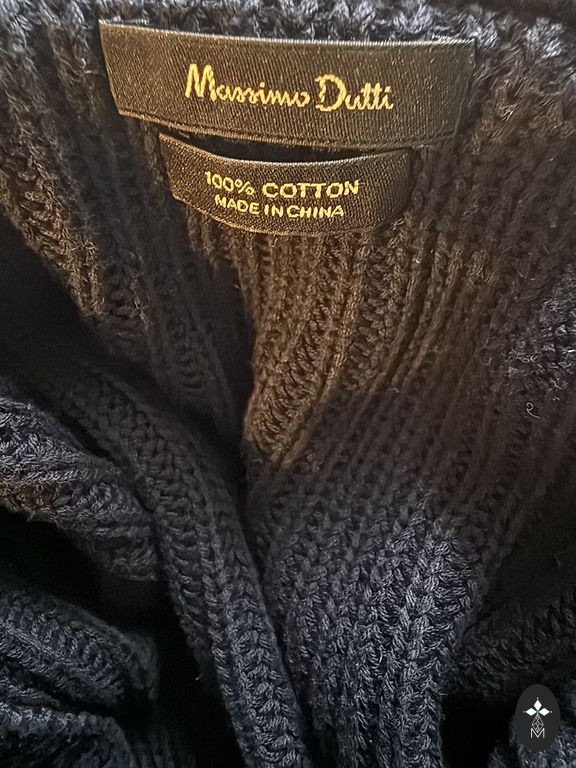 Massimo Dutti
100% COTTON
MADE IN CHINA
M